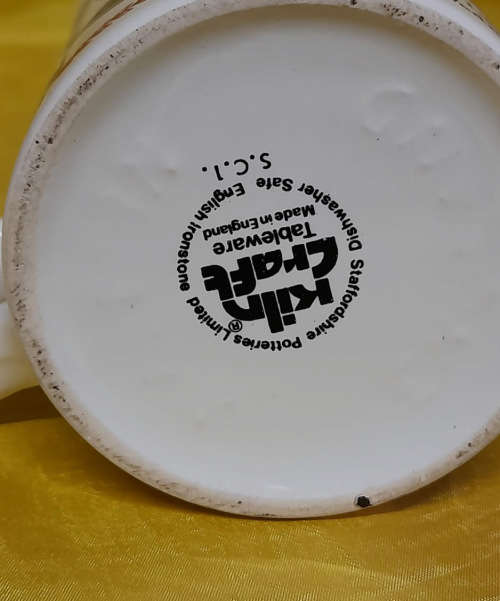 Staffordshire Potteries Limited
Kiln®
Craft
Tableware
Made in England
Dishwasher Safe English Ironstone
S.C.1.